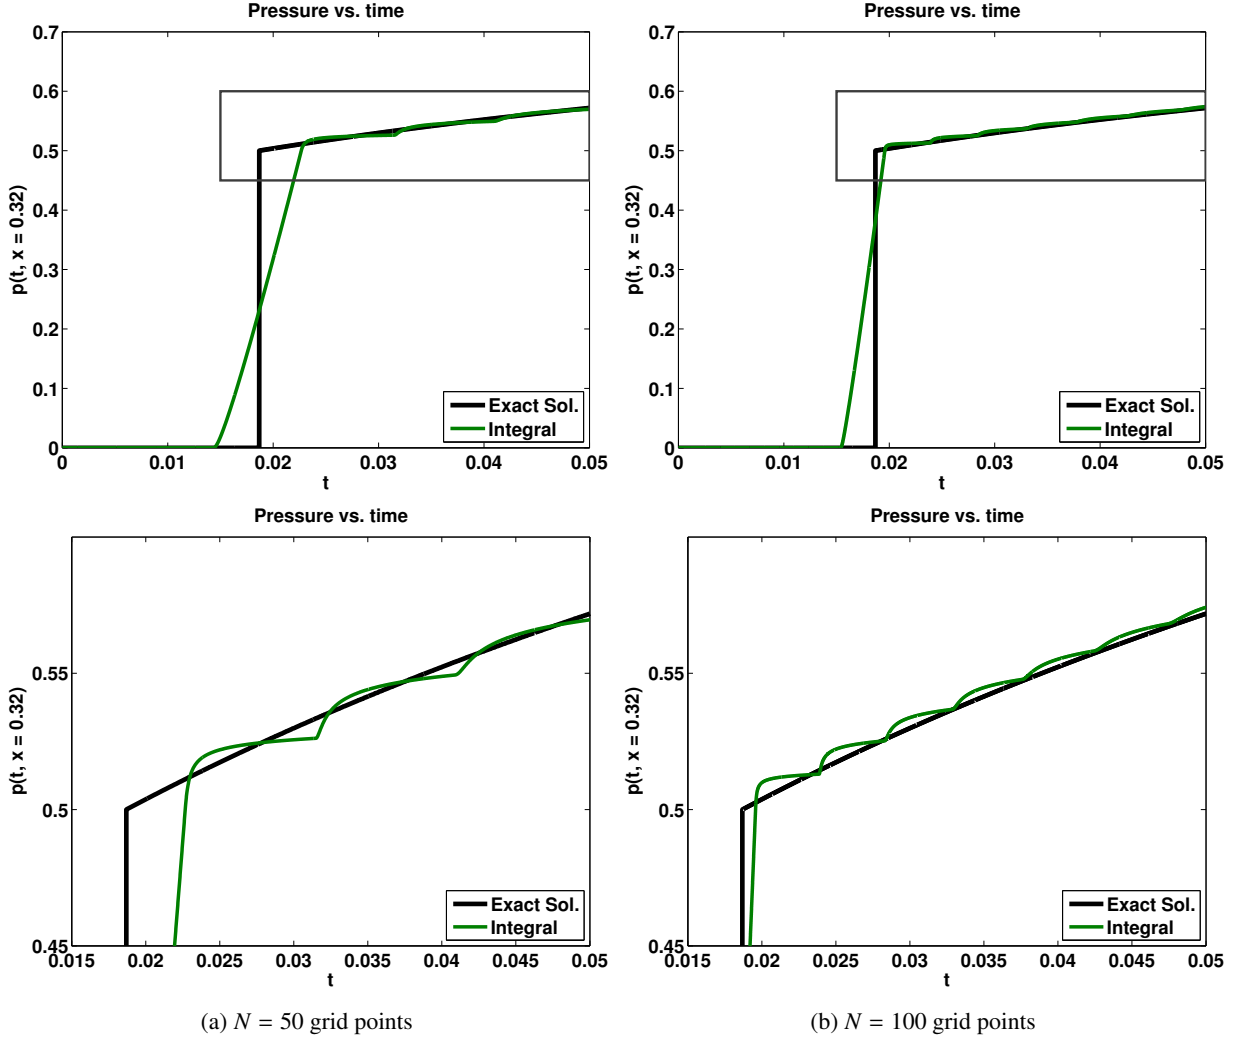 Pressure vs. time
0.7
0.6
0.5
0.4
0.3
0.2
0.1
0
p(t, x = 0.32)
Exact Sol.
Integral
0 0.01 0.02 0.03 0.04 0.05
t
Pressure vs. time
0.7
0.6
0.5
0.4
0.3
0.2
0.1
0
p(t, x = 0.32)
Exact Sol.
Integral
0 0.01 0.02 0.03 0.04 0.05
t
Pressure vs. time
0.55
0.5
0.45
p(t, x = 0.32)
Exact Sol.
Integral
0.015 0.02 0.025 0.03 0.035 0.04 0.045 0.05
t
(a) N = 50 grid points
Pressure vs. time
0.55
0.5
0.45
p(t, x = 0.32)
Exact Sol.
Integral
0.015 0.02 0.025 0.03 0.035 0.04 0.045 0.05
t
(b) N = 100 grid points